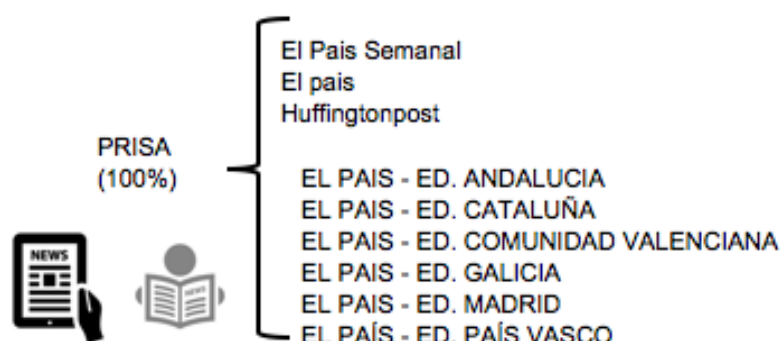 El Pais Semanal
El pais
Huffingtonpost
PRISA
(100%)
EL PAIS - ED. ANDALUCIA
EL PAIS - ED. CATALUÑA
EL PAIS - ED. COMUNIDAD VALENCIANA
EL PAIS - ED. GALICIA
EL PAIS - ED. MADRID
EL PAÍS - ED. PAÍS VASCO
NEWS
NEWS